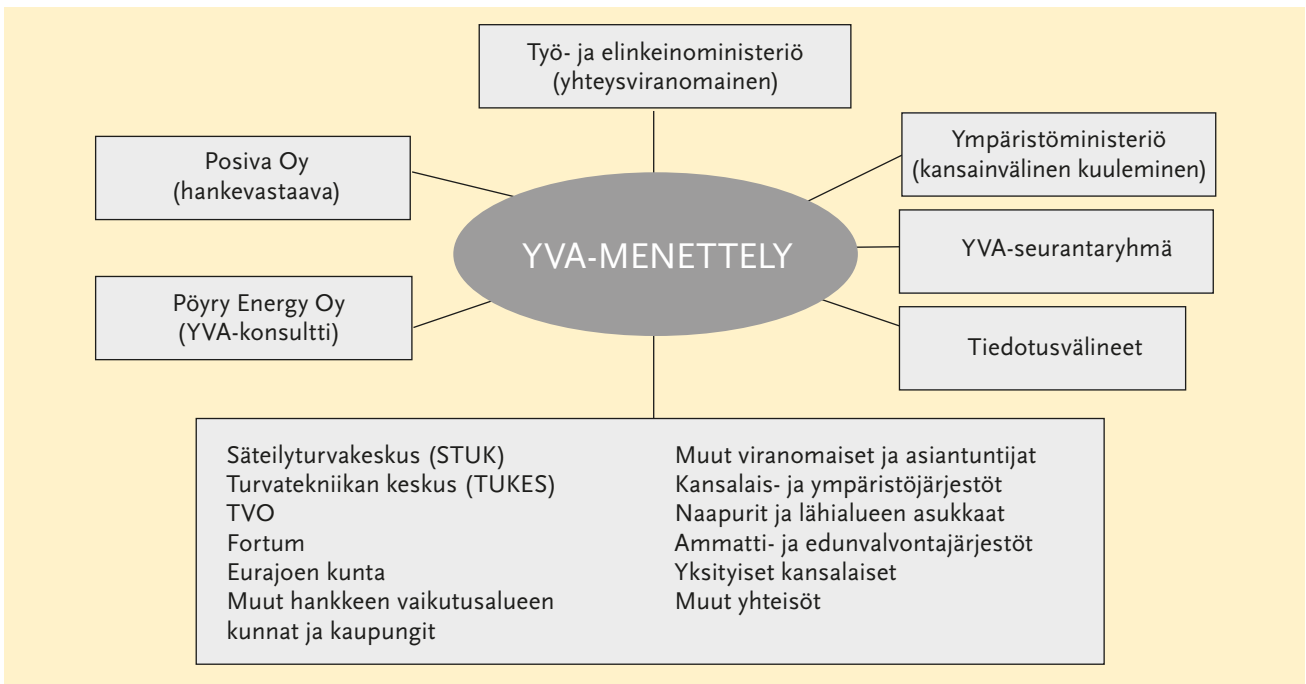 Työ- ja elinkeinoministeriö
(yhteysviranomainen)
Posiva Oy
(hankevastaava)
Ympäristöministeriö
(kansainvälinen kuuleminen)
YVA-MENETTELY
YVA-seurantaryhmä
Pöyry Energy Oy
(YVA-konsultti)
Tiedotusvälineet
Säteilyturvakeskus (STUK)
Turvatekniikan keskus (TUKES)
TVO
Fortum
Eurajoen kunta
Muut hankkeen vaikutusalueen
kunnat ja kaupungit
Muut viranomaiset ja asiantuntijat
Kansalais- ja ympäristöjärjestöt
Naapurit ja lähialueen asukkaat
Ammatti- ja edunvalvontajärjestöt
Yksityiset kansalaiset
Muut yhteisöt